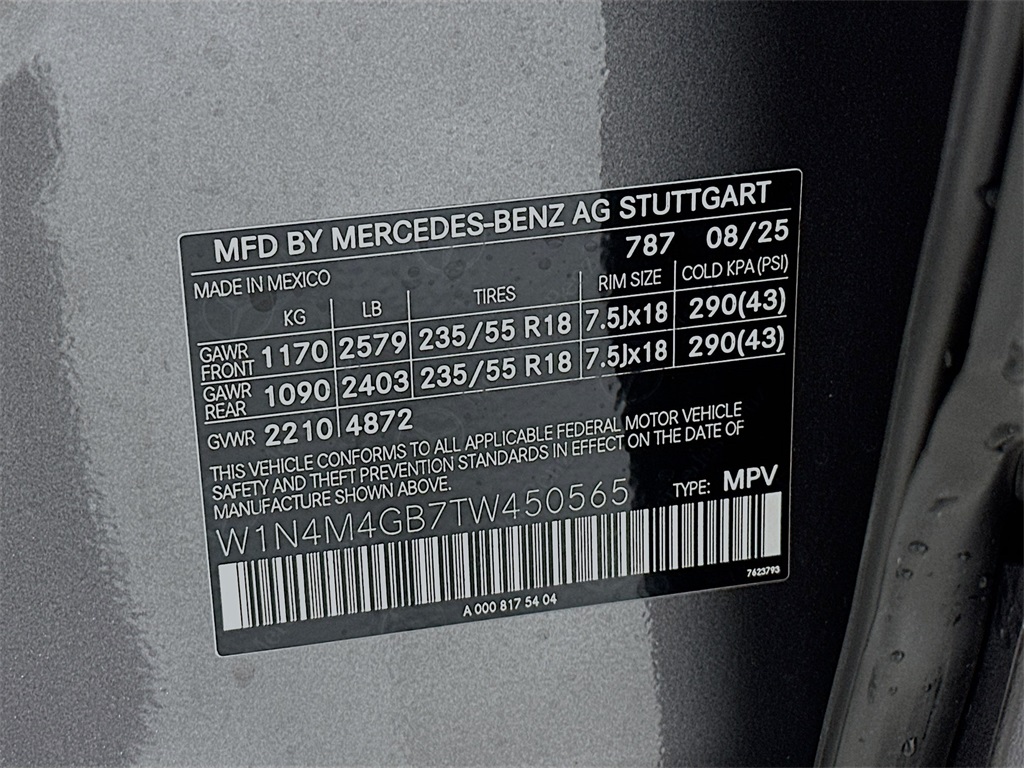 MFD BY MERCEDES-BENZ AG STUTTGART
787 08/25
MADE IN MEXICO
KG LB TIRES RIM SIZE COLD KPA(PSI)
GAWR FRONT 1170 2579 235/55 R18 7.5Jx18 290(43)
GAWR REAR 1090 2403 235/55 R18 7.5Jx18 290(43)
GVWR 2210 4872
THIS VEHICLE CONFORMS TO ALL APPLICABLE FEDERAL MOTOR VEHICLE
SAFETY AND THEFT PREVENTION STANDARDS IN EFFECT ON THE DATE OF
MANUFACTURE SHOWN ABOVE.
W1N4M4GB7TW450565 TYPE: MPV
7623793
A 000 817 54 04